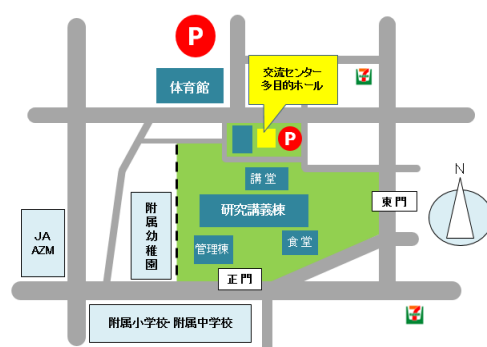 P
体育館
交流センター
多目的ホール
7
P
講堂
研究講義棟
附属幼稚園
東門
N
JA
AZM
管理棟
食堂
正門
附属小学校・附属中学校
7